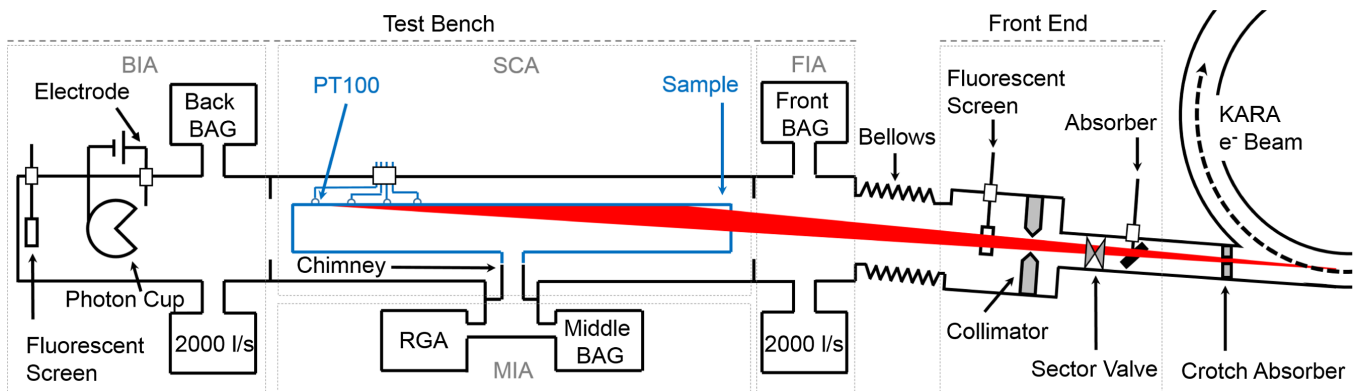 Test Bench
Front End
BIA
SCA
FIA
Electrode
Back
BAG
PT100
Sample
Front
BAG
Bellows
Fluorescent
Screen
Absorber
KARA
e- Beam
Chimney
Photon Cup
Fluorescent
Screen
2000 l/s
RGA
Middle
BAG
MIA
2000 l/s
Collimator
Sector Valve
Crotch Absorber